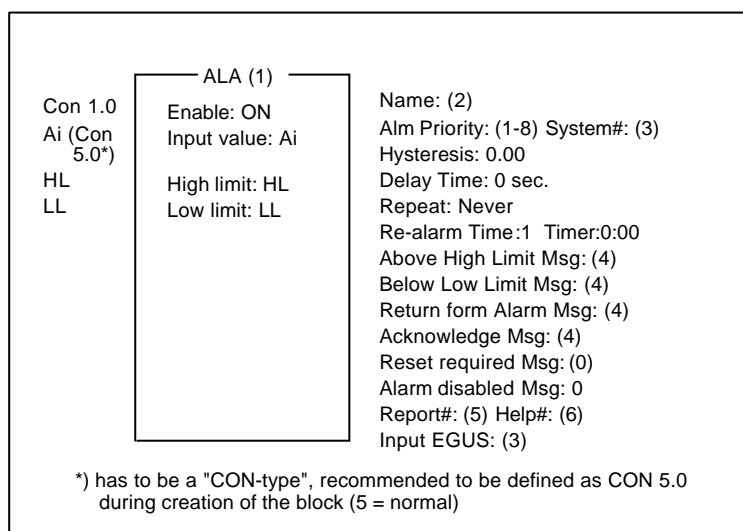 ALA (1)
Con 1.0
Ai (Con
5.0*)
HL
LL
Enable: ON
Input value: Ai
High limit: HL
Low limit: LL
Name: (2)
Alm Priority: (1-8) System#: (3)
Hysteresis: 0.00
Delay Time: 0 sec.
Repeat: Never
Re-alarm Time:1 Timer:0:00
Above High Limit Msg: (4)
Below Low Limit Msg: (4)
Return form Alarm Msg: (4)
Acknowledge Msg: (4)
Reset required Msg: (0)
Alarm disabled Msg: 0
Report#: (5) Help#: (6)
Input EGUS: (3)
*) has to be a "CON-type", recommended to be defined as CON 5.0
during creation of the block (5 = normal)